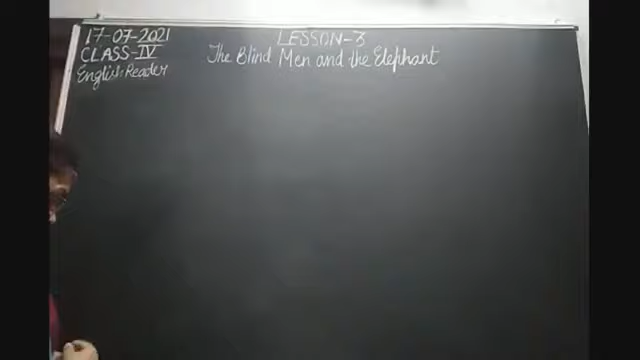 17-07-2021
CLASS-IV
English Reader
LESSON-3
The Blind Men and the Elephant